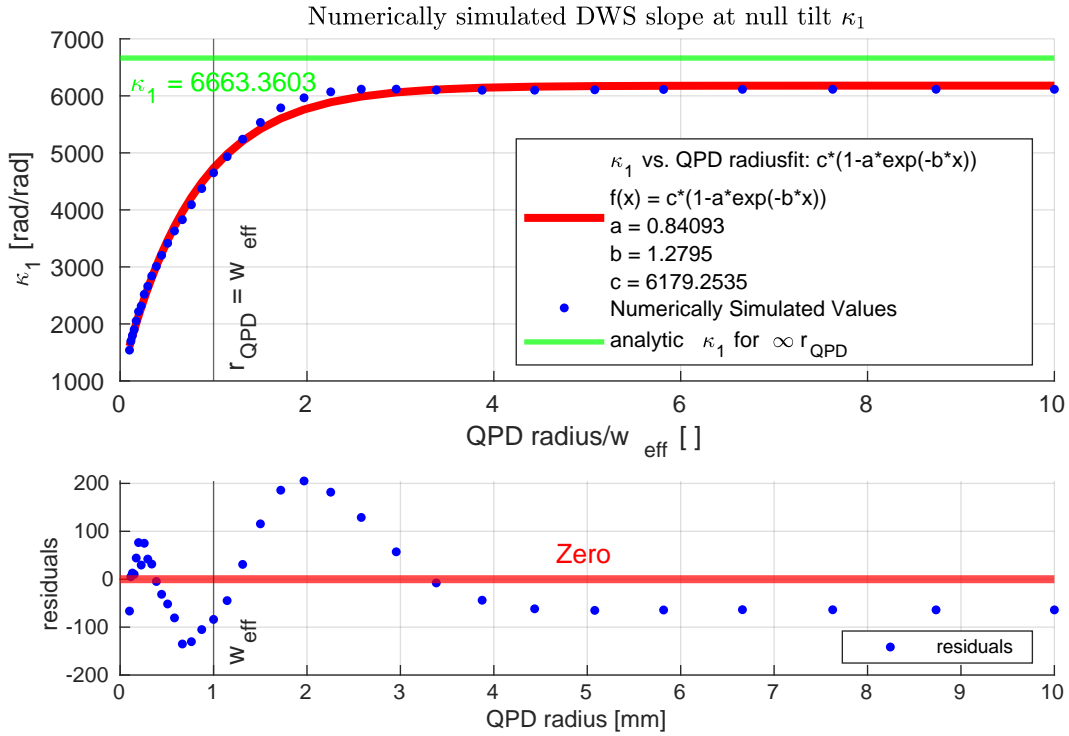 Numerically simulated DWS slope at null tilt κ1
7000
6000
5000
4000
3000
2000
1000
κ1 [rad/rad]
κ1 = 6663.3603
rQPD = w eff
κ1 vs. QPD radiusfit: c*(1-a*exp(-b*x))
f(x) = c*(1-a*exp(-b*x))
a = 0.84093
b = 1.2795
c = 6179.2535
Numerically Simulated Values
analytic κ1 for ∞ rQPD
0 2 4 6 8 10
QPD radius/w eff [ ]
200
100
0
-100
-200
residuals
Zero
weff
residuals
0 1 2 3 4 5 6 7 8 9 10
QPD radius [mm]